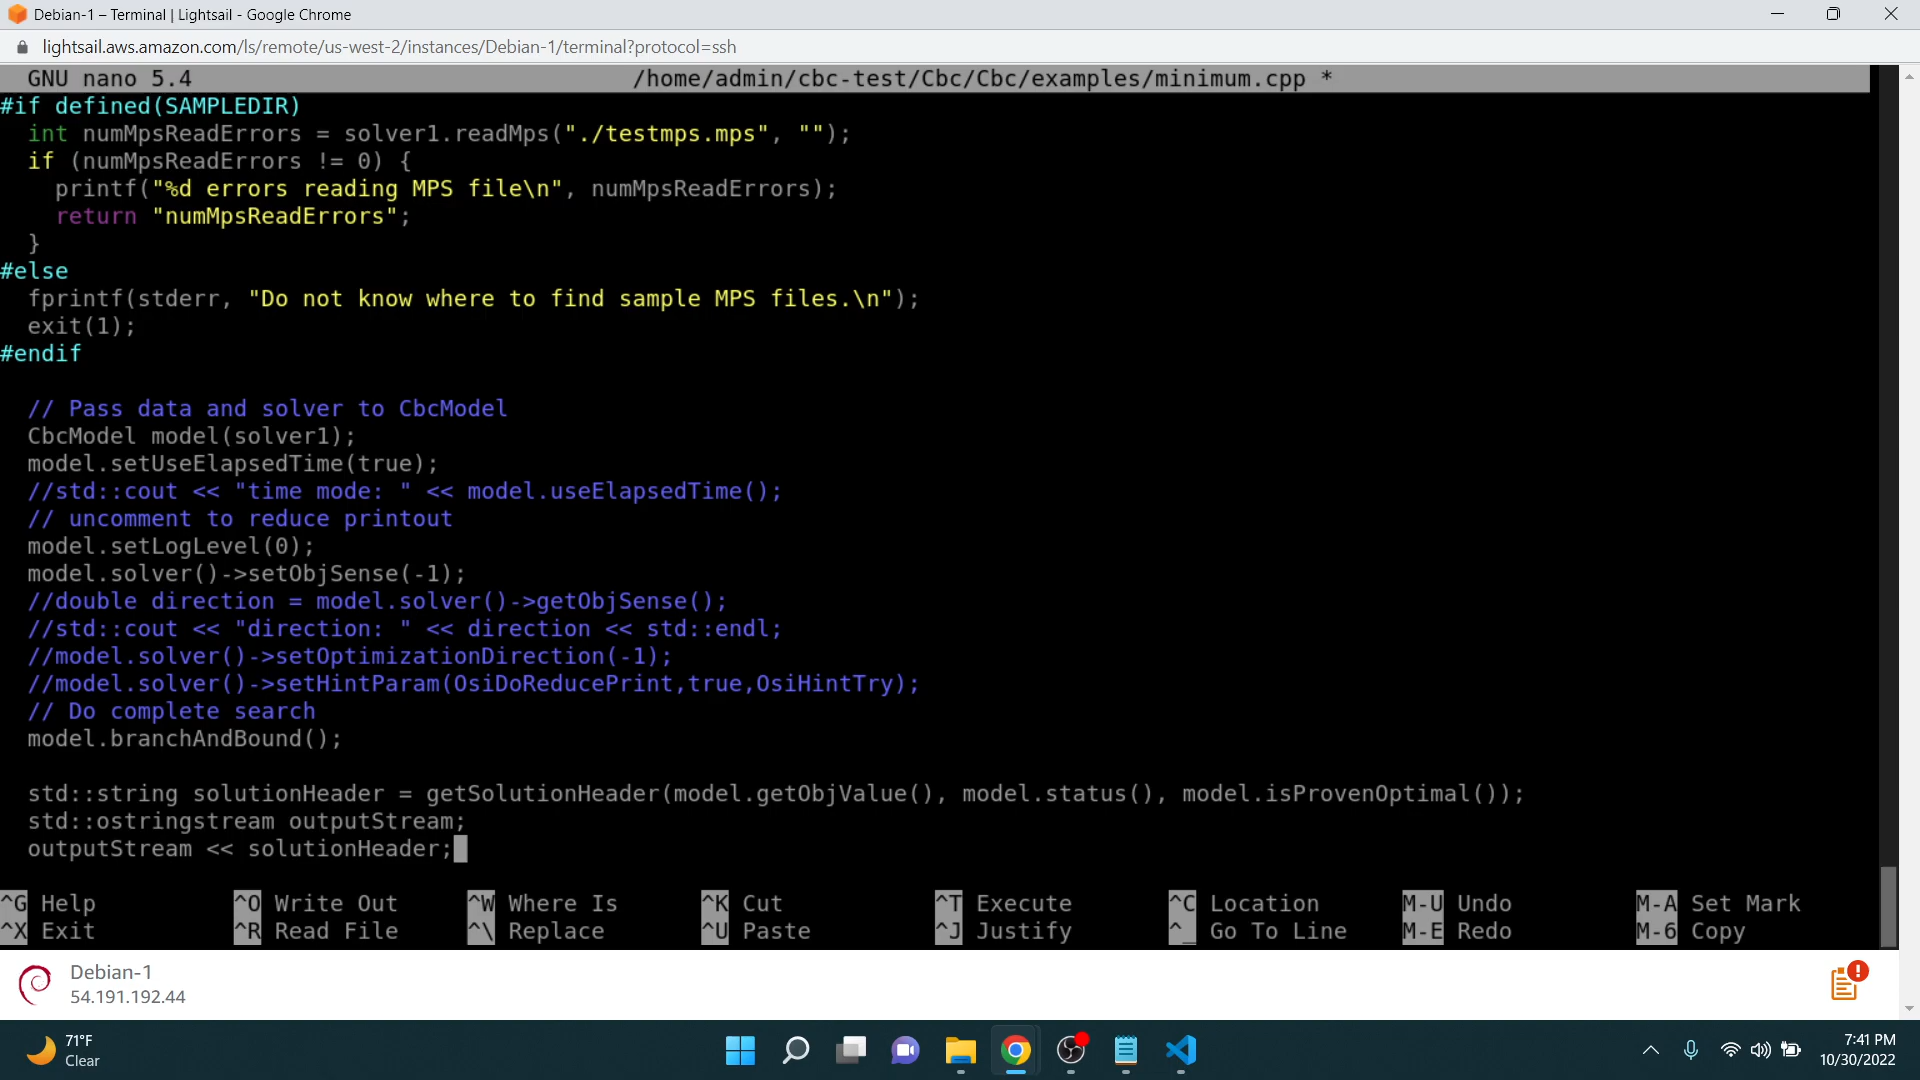 Debian-1 – Terminal | Lightsail - Google Chrome
lightsail.aws.amazon.com/ls/remote/us-west-2/instances/Debian-1/terminal?protocol=ssh
GNU nano 5.4 /home/admin/cbc-test/Cbc/Cbc/examples/minimum.cpp *
#if defined(SAMPLEDIR)
  int numMpsReadErrors = solver1.readMps("./testmps.mps", "");
  if (numMpsReadErrors != 0) {
    printf("%d errors reading MPS file\n", numMpsReadErrors);
    return "numMpsReadErrors";
  }
#else
  fprintf(stderr, "Do not know where to find sample MPS files.\n");
  exit(1);
#endif
  // Pass data and solver to CbcModel
  CbcModel model(solver1);
  model.setUseElapsedTime(true);
  //std::cout << "time mode: " << model.useElapsedTime();
  // uncomment to reduce printout
  model.setLogLevel(0);
  model.solver()->setObjSense(-1);
  //double direction = model.solver()->getObjSense();
  //std::cout << "direction: " << direction << std::endl;
  //model.solver()->setOptimizationDirection(-1);
  //model.solver()->setHintParam(OsiDoReducePrint,true,OsiHintTry);
  // Do complete search
  model.branchAndBound();
  std::string solutionHeader = getSolutionHeader(model.getObjValue(), model.status(), model.isProvenOptimal());
  std::ostringstream outputStream;
  outputStream << solutionHeader;
^G Help ^O Write Out ^W Where Is ^K Cut ^T Execute ^C Location M-U Undo M-A Set Mark
^X Exit ^R Read File ^\ Replace ^U Paste ^J Justify ^_ Go To Line M-E Redo M-6 Copy
Debian-1
54.191.192.44
71°F
Clear
7:41 PM
10/30/2022